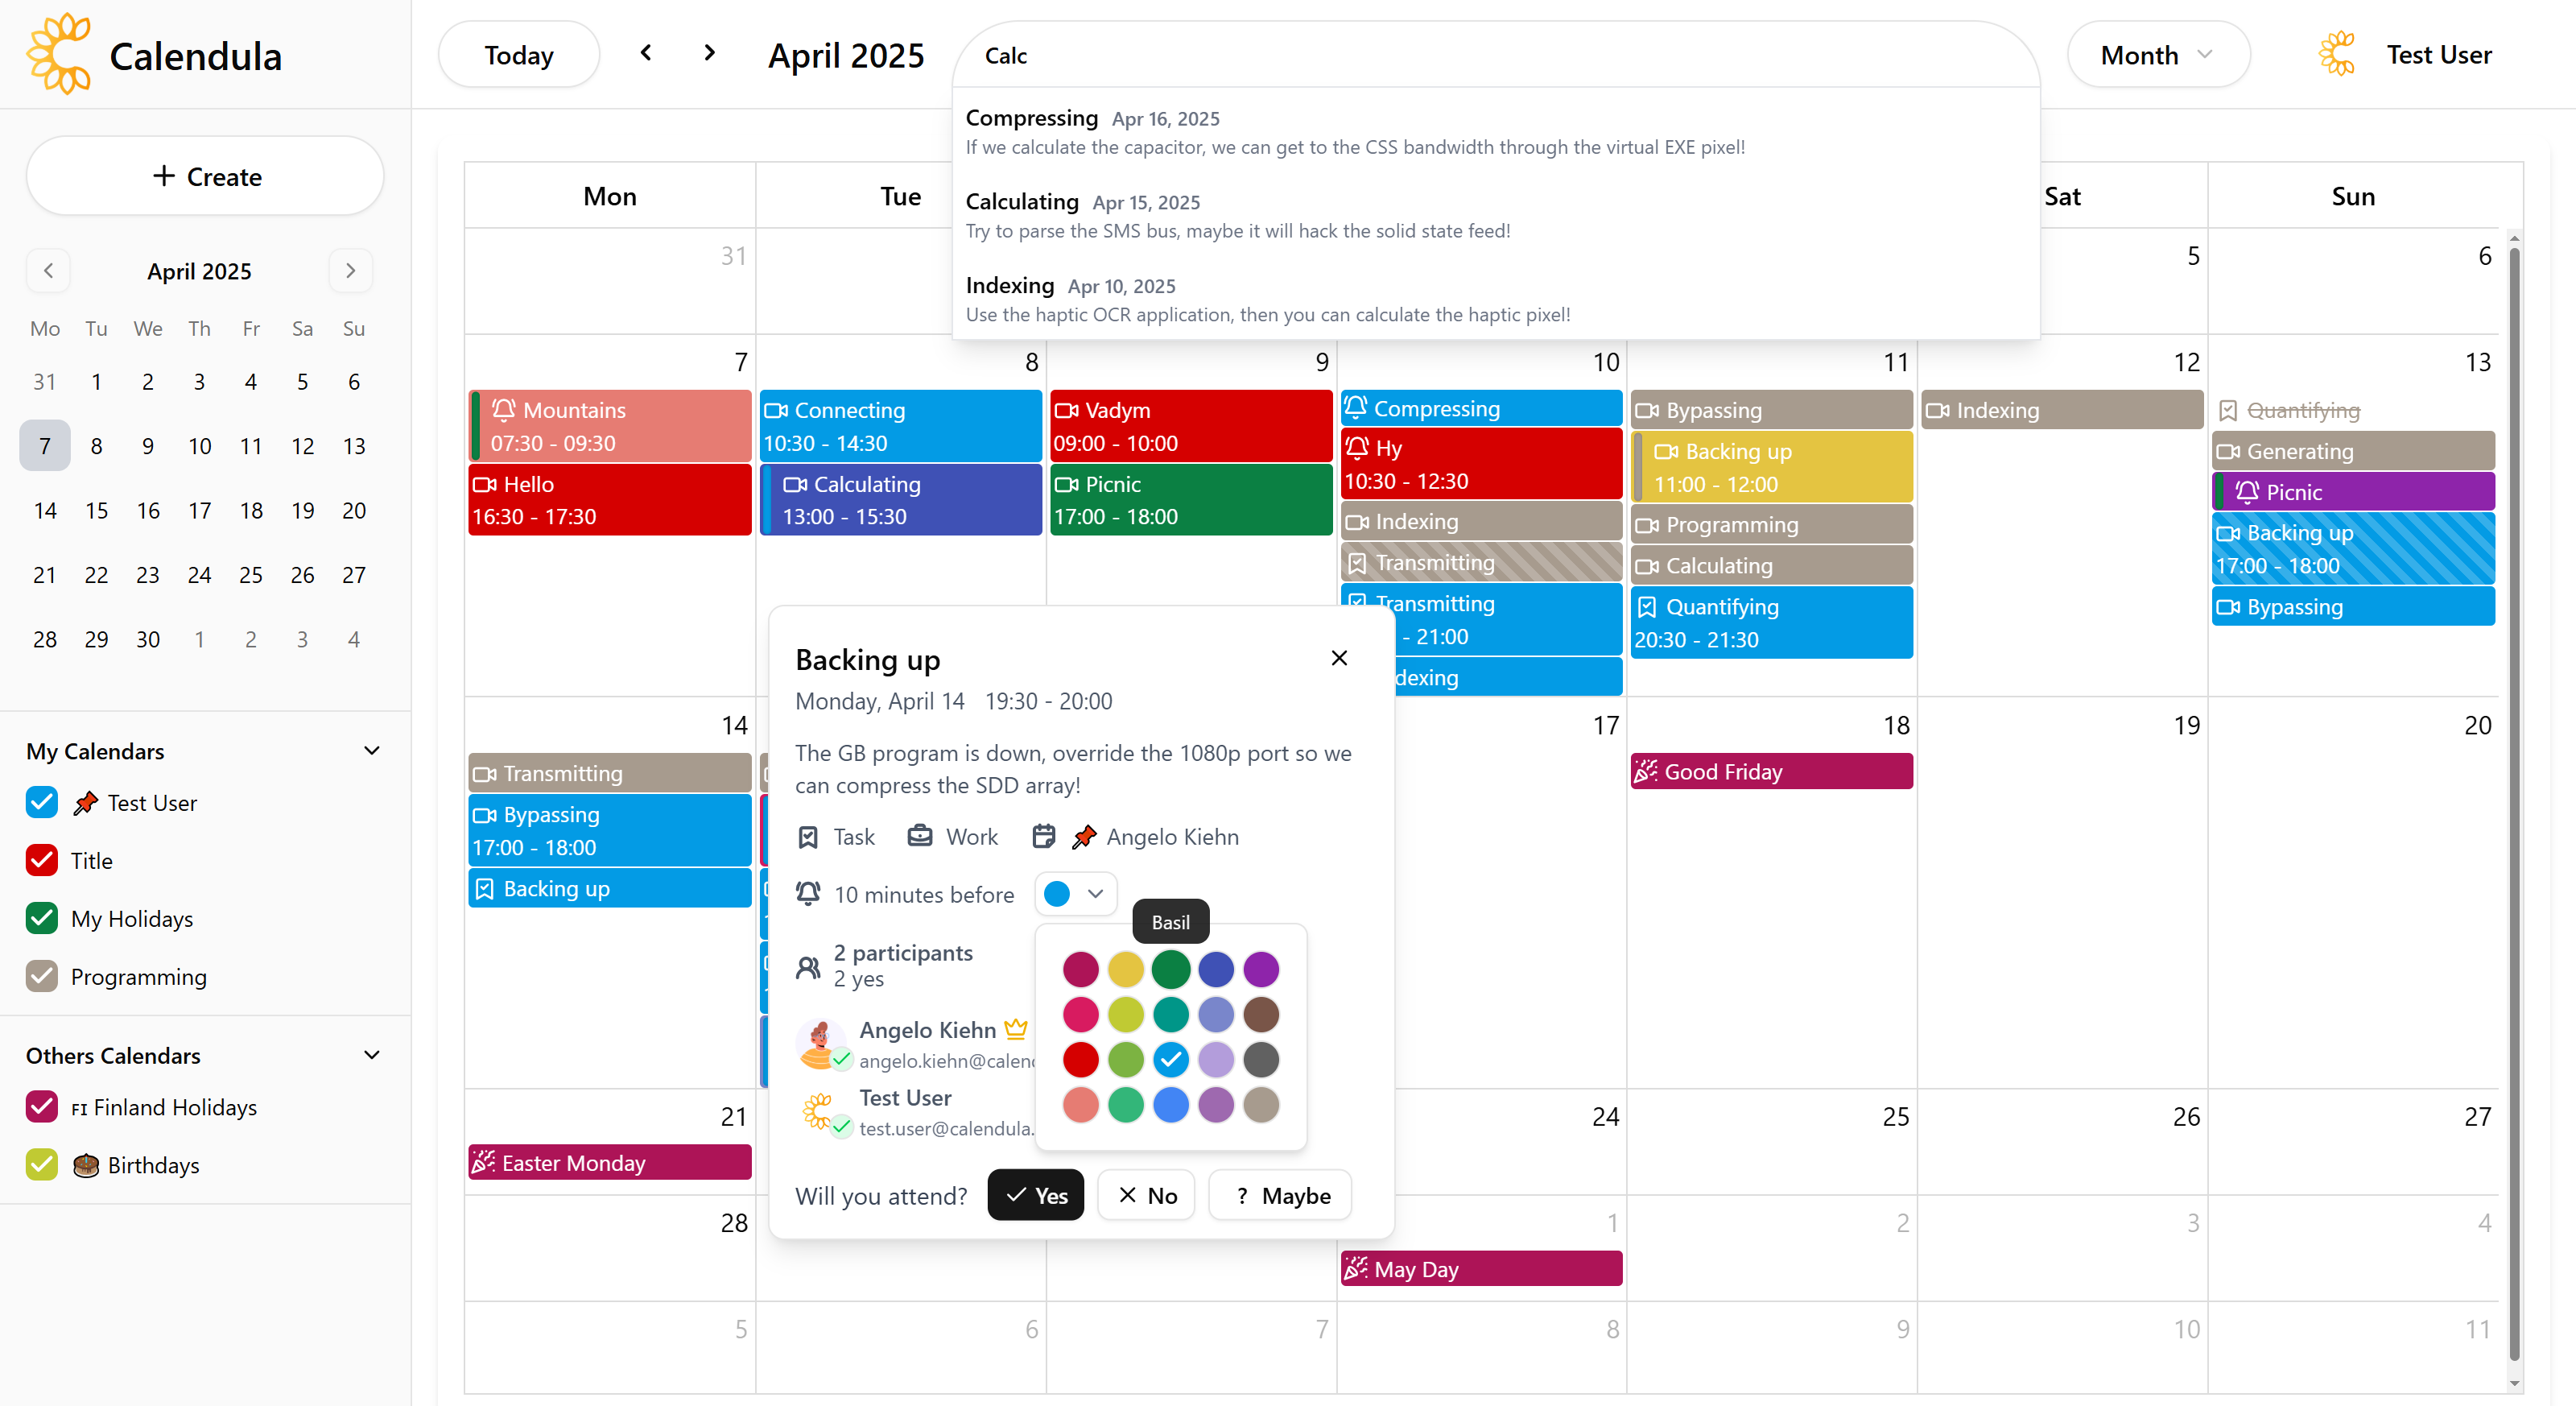 Calendula
Today
April 2025
Calc
Month
Test User
Compressing Apr 16, 2025
If we calculate the capacitor, we can get to the CSS bandwidth through the virtual EXE pixel!
Calculating Apr 15, 2025
Try to parse the SMS bus, maybe it will hack the solid state feed!
Indexing Apr 10, 2025
Use the haptic OCR application, then you can calculate the haptic pixel!
+ Create
April 2025
Mo Tu We Th Fr Sa Su
31 1 2 3 4 5 6
7 8 9 10 11 12 13
14 15 16 17 18 19 20
21 22 23 24 25 26 27
28 29 30 1 2 3 4
My Calendars
Test User
Title
My Holidays
Programming
Others Calendars
FI Finland Holidays
Birthdays
Mon Tue Sat Sun
31 5 6
7
Mountains
07:30 - 09:30
Hello
16:30 - 17:30
8
Connecting
10:30 - 14:30
Calculating
13:00 - 15:30
9
Vadym
09:00 - 10:00
Picnic
17:00 - 18:00
10
Compressing
Hy
10:30 - 12:30
Indexing
Transmitting
Transmitting
- 21:00
dexing
11
Bypassing
Backing up
11:00 - 12:00
Programming
Calculating
Quantifying
20:30 - 21:30
12
Indexing
13
Quantifying
Generating
Picnic
Backing up
17:00 - 18:00
Bypassing
14
Transmitting
Bypassing
17:00 - 18:00
Backing up
17
18
Good Friday
19
20
21
Easter Monday
24 25 26 27
28
1
May Day
2 3 4
5 6 7 8 9 10 11
Backing up
Monday, April 14 19:30 - 20:00
The GB program is down, override the 1080p port so we
can compress the SDD array!
Task Work Angelo Kiehn
10 minutes before
Basil
2 participants
2 yes
Angelo Kiehn
angelo.kiehn@calen
Test User
test.user@calendula.
Will you attend? Yes No ? Maybe